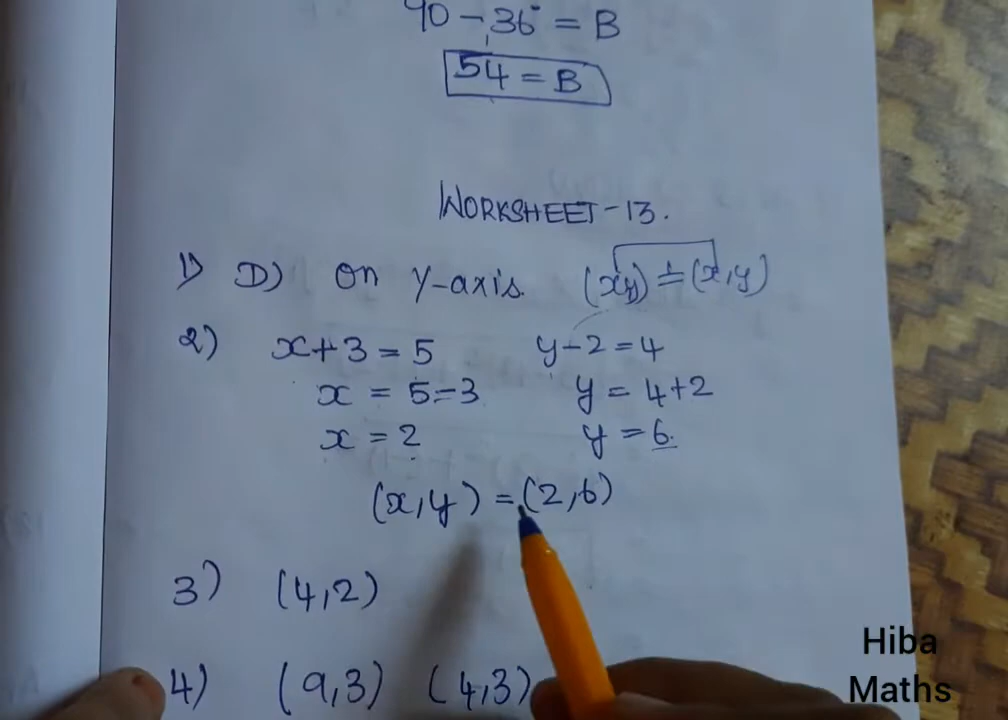 90 - 36° = B
54 = B
WORKSHEET-13.
1) D) On Y-axis. (x,y) = (x,y)
2) x+3 = 5 y-2 = 4
x = 5-3 y = 4+2
x = 2 y = 6.
(x,y) = (2,6)
3) (4,2)
4) (9,3) (4,3)
Hiba
Maths